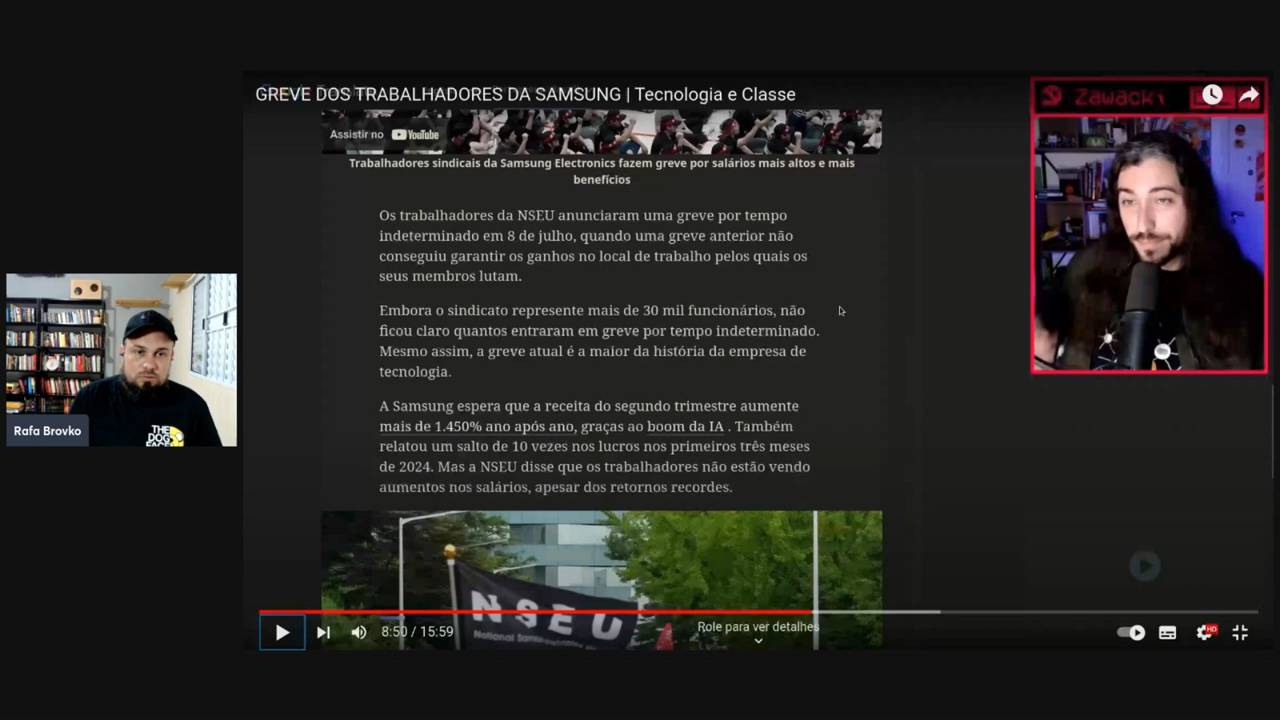 GREVE DOS TRABALHADORES DA SAMSUNG | Tecnologia e Classe
Zawacki
Assistir no YouTube
Trabalhadores sindicais da Samsung Electronics fazem greve por salários mais altos e mais
benefícios
Os trabalhadores da NSEU anunciaram uma greve por tempo
indeterminado em 8 de julho, quando uma greve anterior não
conseguiu garantir os ganhos no local de trabalho pelos quais os
seus membros lutam.
Embora o sindicato represente mais de 30 mil funcionários, não
ficou claro quantos entraram em greve por tempo indeterminado.
Mesmo assim, a greve atual é a maior da história da empresa de
tecnologia.
A Samsung espera que a receita do segundo trimestre aumente
mais de 1.450% ano após ano, graças ao boom da IA . Também
relatou um salto de 10 vezes nos lucros nos primeiros três meses
de 2024. Mas a NSEU disse que os trabalhadores não estão vendo
aumentos nos salários, apesar dos retornos recordes.
Rafa Brovko
THE
DOG
NSEU
National
8:50 / 15:59
Role para ver detalhes
HD